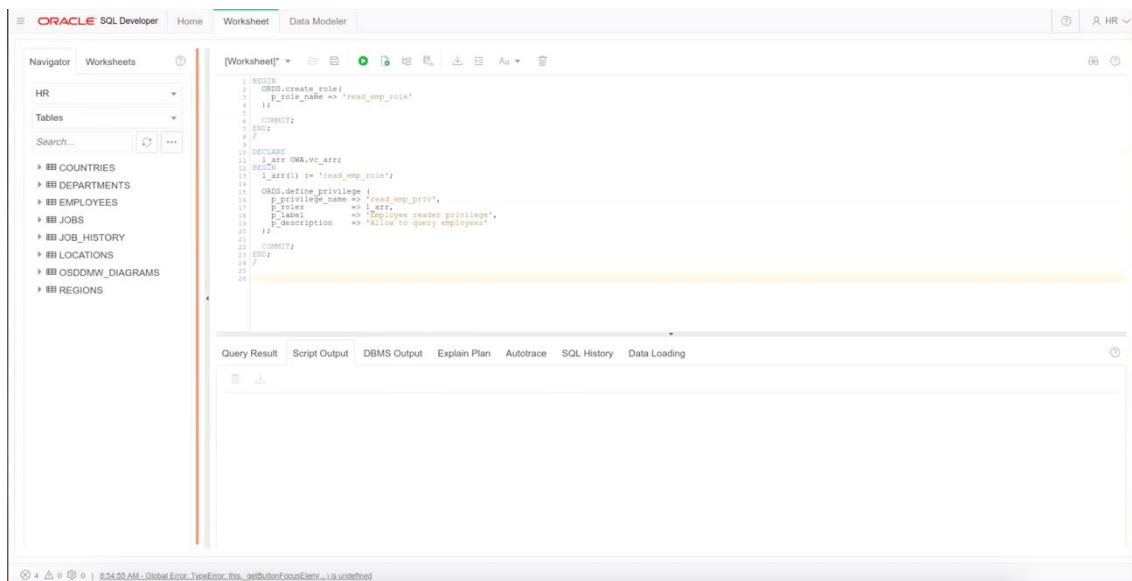 ORACLE SQL Developer Home Worksheet Data Modeler HR
Navigator Worksheets
HR
Tables
Search...
COUNTRIES
DEPARTMENTS
EMPLOYEES
JOBS
JOB_HISTORY
LOCATIONS
OSDDMW_DIAGRAMS
REGIONS
[Worksheet]* Aa
1 BEGIN
2 ORDS.create_role(
3 p_role_name => 'read_emp_role'
4 );
5
6 COMMIT;
7 END;
8 /
9
10 DECLARE
11 l_arr OWA.vc_arr;
12 BEGIN
13 l_arr(1) := 'read_emp_role';
14
15 ORDS.define_privilege (
16 p_privilege_name => 'read_emp_priv',
17 p_roles => l_arr,
18 p_label => 'Employee reader privilege',
19 p_description => 'Allow to query employees'
20 );
21
22 COMMIT;
23 END;
24 /
25
26
Query Result Script Output DBMS Output Explain Plan Autotrace SQL History Data Loading
4 0 0 | 8:54:55 AM - Global Error: TypeError: this._getButtonFocusElem(...) is undefined